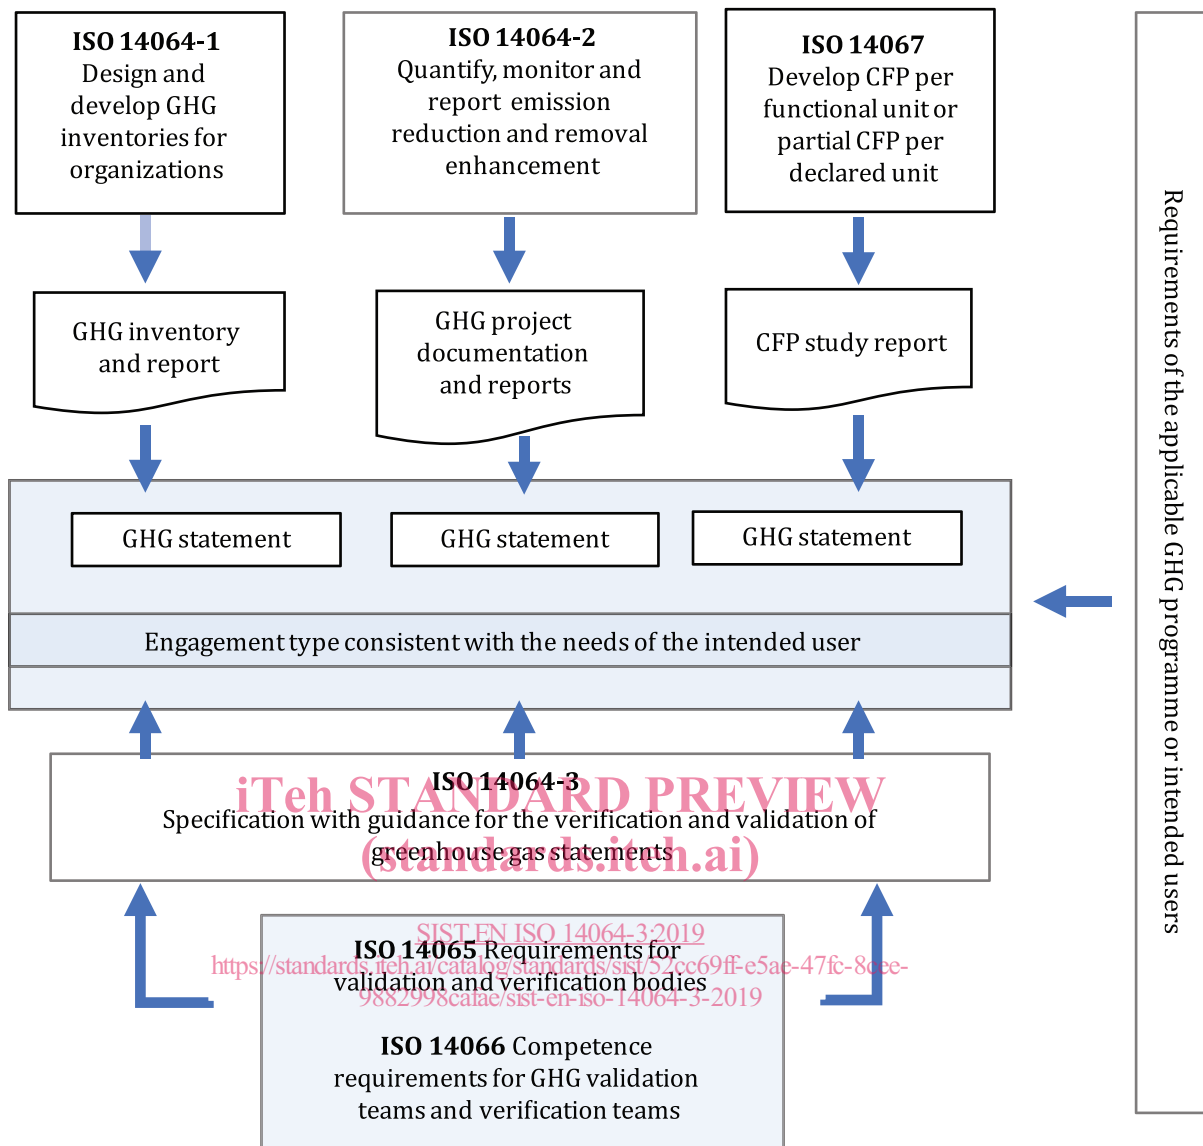 ISO 14064-1
Design and
develop GHG
inventories for
organizations
ISO 14064-2
Quantify, monitor and
report emission
reduction and removal
enhancement
ISO 14067
Develop CFP per
functional unit or
partial CFP per
declared unit
GHG inventory
and report
GHG project
documentation
and reports
CFP study report
GHG statement
GHG statement
GHG statement
Engagement type consistent with the needs of the intended user
ISO 14064-3
Specification with guidance for the verification and validation of
greenhouse gas statements
iTeh STANDARD PREVIEW
(standards.iteh.ai)
ISO 14065 Requirements for
validation and verification bodies
SIST EN ISO 14064-3:2019
https://standards.iteh.ai/catalog/standards/sist/52cc69ff-e5ae-47fc-8cee-
9882998cafae/sist-en-iso-14064-3-2019
ISO 14066 Competence
requirements for GHG validation
teams and verification teams
Requirements of the applicable GHG programme or intended users